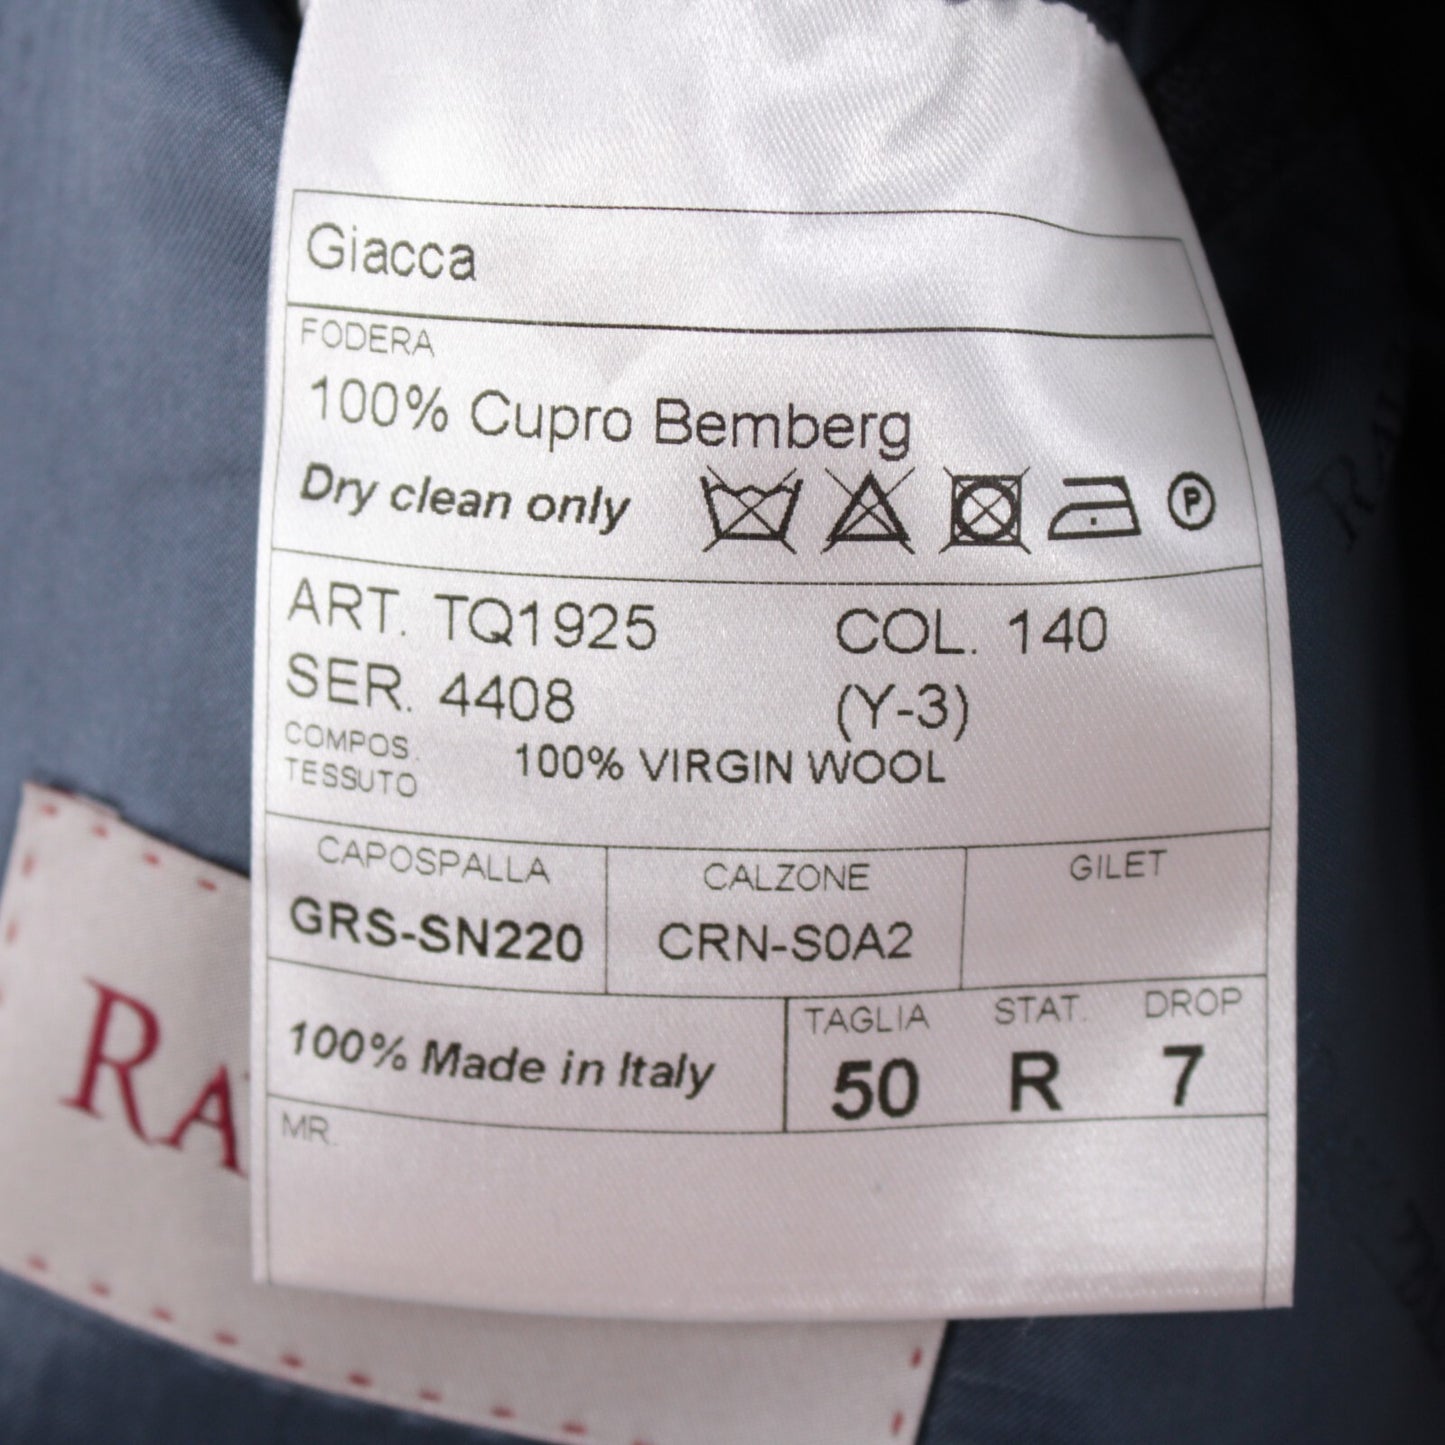 Giacca
FODERA
100% Cupro Bemberg
Dry clean only P
ART. TQ1925 COL. 140
SER. 4408 (Y-3)
COMPOS.
TESSUTO 100% VIRGIN WOOL
CAPOSPALLA CALZONE GILET
GRS-SN220 CRN-S0A2
TAGLIA STAT. DROP
100% Made in Italy 50 R 7
MR.
RA